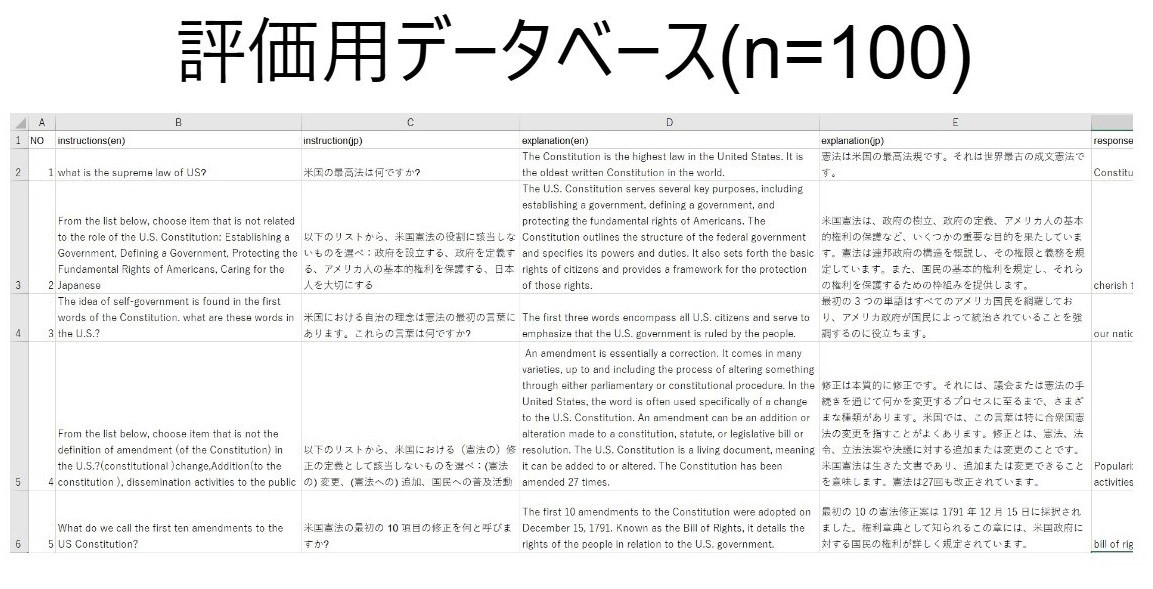 評価用データベース(n=100)
A B C D E
1 NO instructions(en) instruction(jp) explanation(en) explanation(jp) response
The Constitution is the highest law in the United States. It is
the oldest written Constitution in the world.
憲法は米国の最高法規です。それは世界最古の成文憲法で
す。
2 1 what is the supreme law of US?
米国の最高法は何ですか?
Constitu
3 2
From the list below, choose item that is not related
to the role of the U.S. Constitution: Establishing a
Government, Defining a Government, Protecting the
Fundamental Rights of Americans, Caring for the
Japanese
以下のリストから、米国憲法の役割に該当しな
いものを選べ：政府を設立する、政府を定義す
る、アメリカ人の基本的権利を保護する、日本
人を大切にする
The U.S. Constitution serves several key purposes, including
establishing a government, defining a government, and
protecting the fundamental rights of Americans. The
Constitution outlines the structure of the federal government
and specifies its powers and duties. It also sets forth the basic
rights of citizens and provides a framework for the protection
of those rights.
米国憲法は、政府の樹立、政府の定義、アメリカ人の基本
的権利の保護など、いくつかの重要な目的を果たしていま
す。憲法は連邦政府の構造を概説し、その権限と義務を規
定しています。また、国民の基本的権利を規定し、それら
の権利を保護するための枠組みを提供します。
cherish t
4 3
The idea of self-government is found in the first
words of the Constitution. what are these words in
the U.S.?
米国における自治の理念は憲法の最初の言葉に
あります。これらの言葉は何ですか?
The first three words encompass all U.S. citizens and serve to
emphasize that the U.S. government is ruled by the people.
最初の 3 つの単語はすべてのアメリカ国民を網羅してお
り、アメリカ政府が国民によって統治されていることを強
調するのに役立ちます。
our natio
5 4
From the list below, choose item that is not the
definition of amendment (of the Constitution) in
the U.S.?(constitutional )change,Addition(to the
constitution ), dissemination activities to the public
以下のリストから、米国における（憲法の）修
正の定義として該当しないものを選べ：(憲法
の) 変更、(憲法への) 追加、国民への普及活動
An amendment is essentially a correction. It comes in many
varieties, up to and including the process of altering something
through either parliamentary or constitutional procedure. In the
United States, the word is often used specifically of a change
to the U.S. Constitution. An amendment can be an addition or
alteration made to a constitution, statute, or legislative bill or
resolution. The U.S. Constitution is a living document, meaning
it can be added to or altered. The Constitution has been
amended 27 times.
修正は本質的に修正です。それには、議会または憲法の手
続きを通じて何かを変更するプロセスに至るまで、さまざ
まな種類があります。米国では、この言葉は特に合衆国憲
法の変更を指すことがよくあります。修正とは、憲法、法
令、立法法案や決議に対する追加または変更のことです。
米国憲法は生きた文書であり、追加または変更できること
を意味します。憲法は27回も改正されています。
Populari
activities
6 5
What do we call the first ten amendments to the
US Constitution?
米国憲法の最初の 10 項目の修正を何と呼びま
すか?
The first 10 amendments to the Constitution were adopted on
December 15, 1791. Known as the Bill of Rights, it details the
rights of the people in relation to the U.S. government.
最初の 10 の憲法修正案は 1791 年 12 月 15 日に採択され
ました。権利章典として知られるこの章には、米国政府に
対する国民の権利が詳しく規定されています。
bill of rig